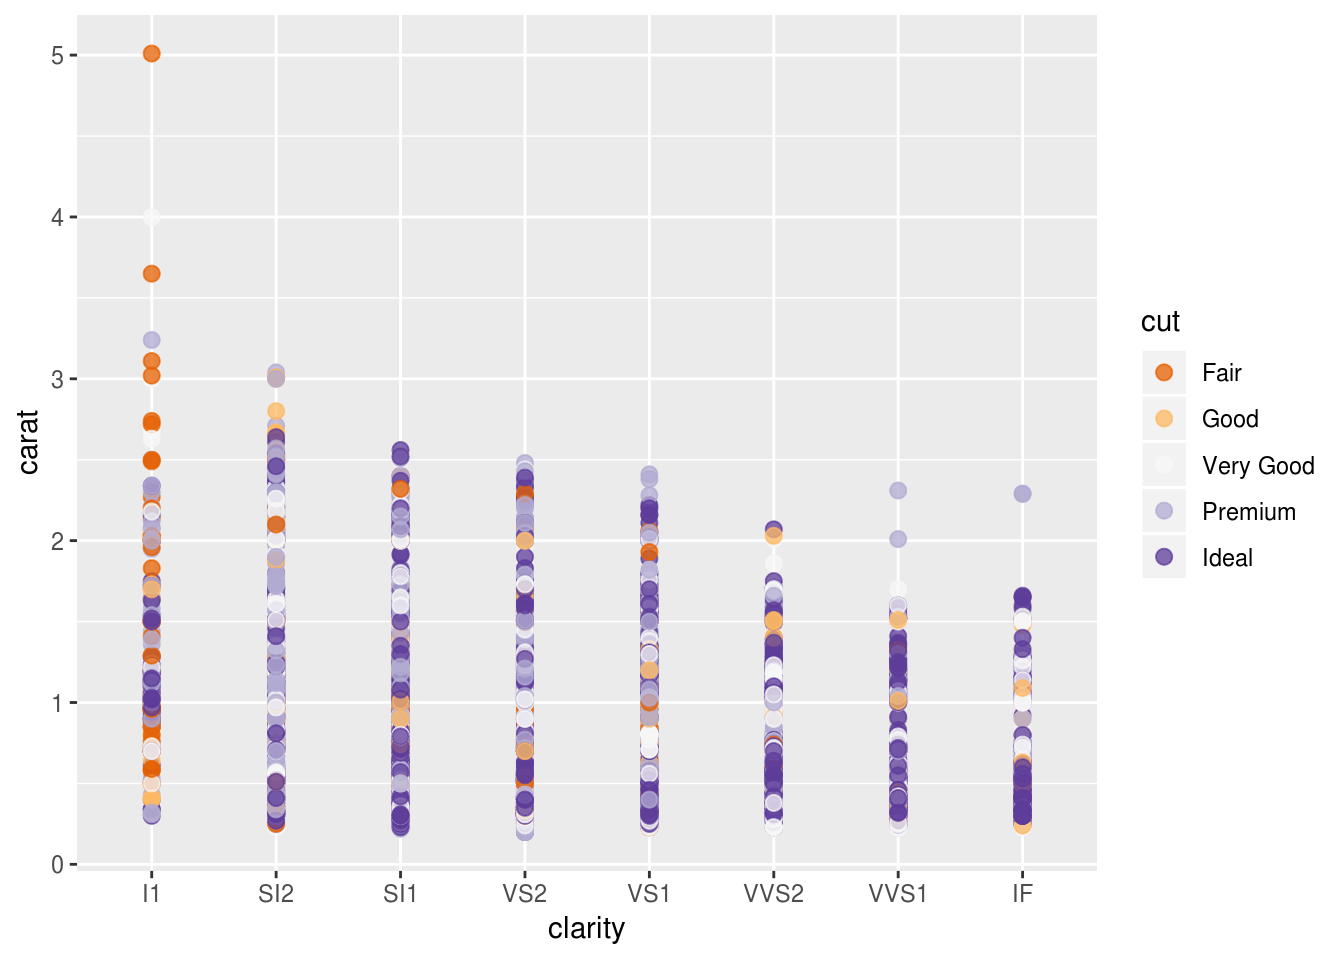 5
4
3
2
1
0
carat
I1 SI2 SI1 VS2 VS1 VVS2 VVS1 IF
clarity
cut
Fair
Good
Very Good
Premium
Ideal